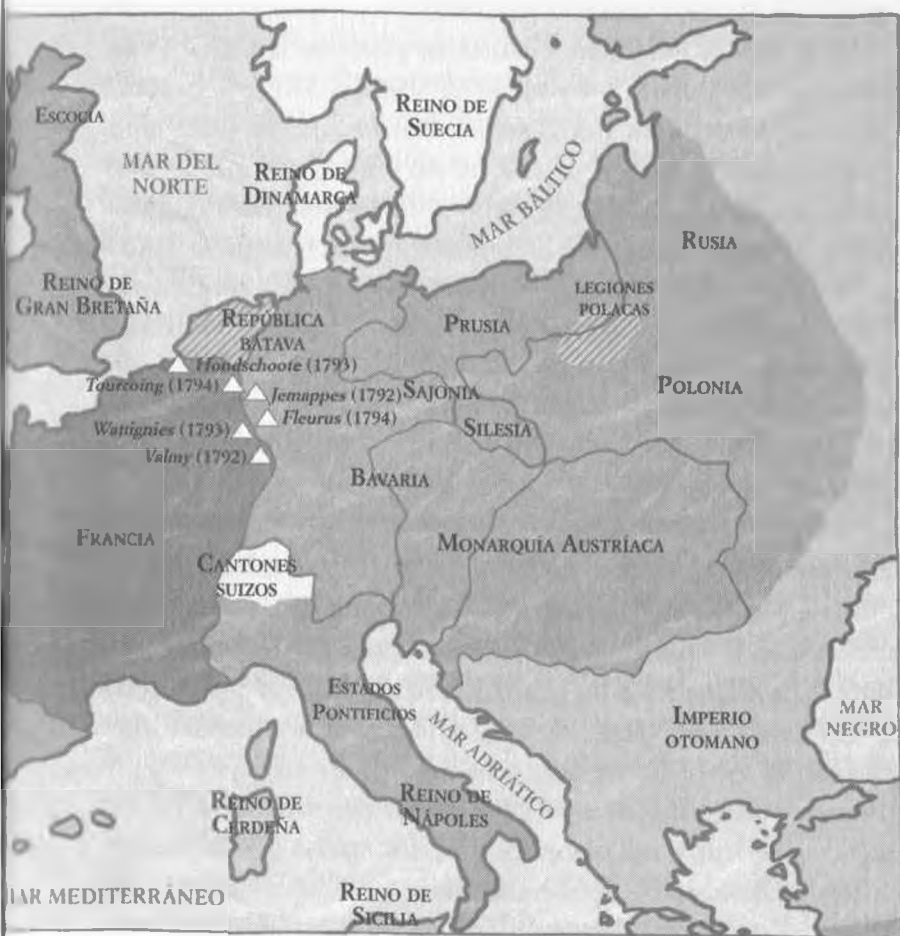 ESCOCIA
MAR DEL
NORTE
REINO DE
SUECIA
REINO DE
DINAMARCA
MAR BÁLTICO
RUSIA
REINO DE
GRAN BRETAÑA
LEGIONES
POLACAS
REPÚBLICA
BÁTAVA
PRUSIA
Hondschoote (1793)
Tourcoing (1794)
Jemappes (1792)
SAJONIA
POLONIA
Fleurus (1794)
Wattignies (1793)
SILESIA
Valmy (1792)
BAVARIA
FRANCIA
MONARQUÍA AUSTRÍACA
CANTONES
SUIZOS
ESTADOS
PONTIFICIOS
MAR ADRIÁTICO
IMPERIO
OTOMANO
MAR
NEGRO
REINO DE
CERDEÑA
REINO DE
NÁPOLES
MAR MEDITERRÁNEO
REINO DE
SICILIA